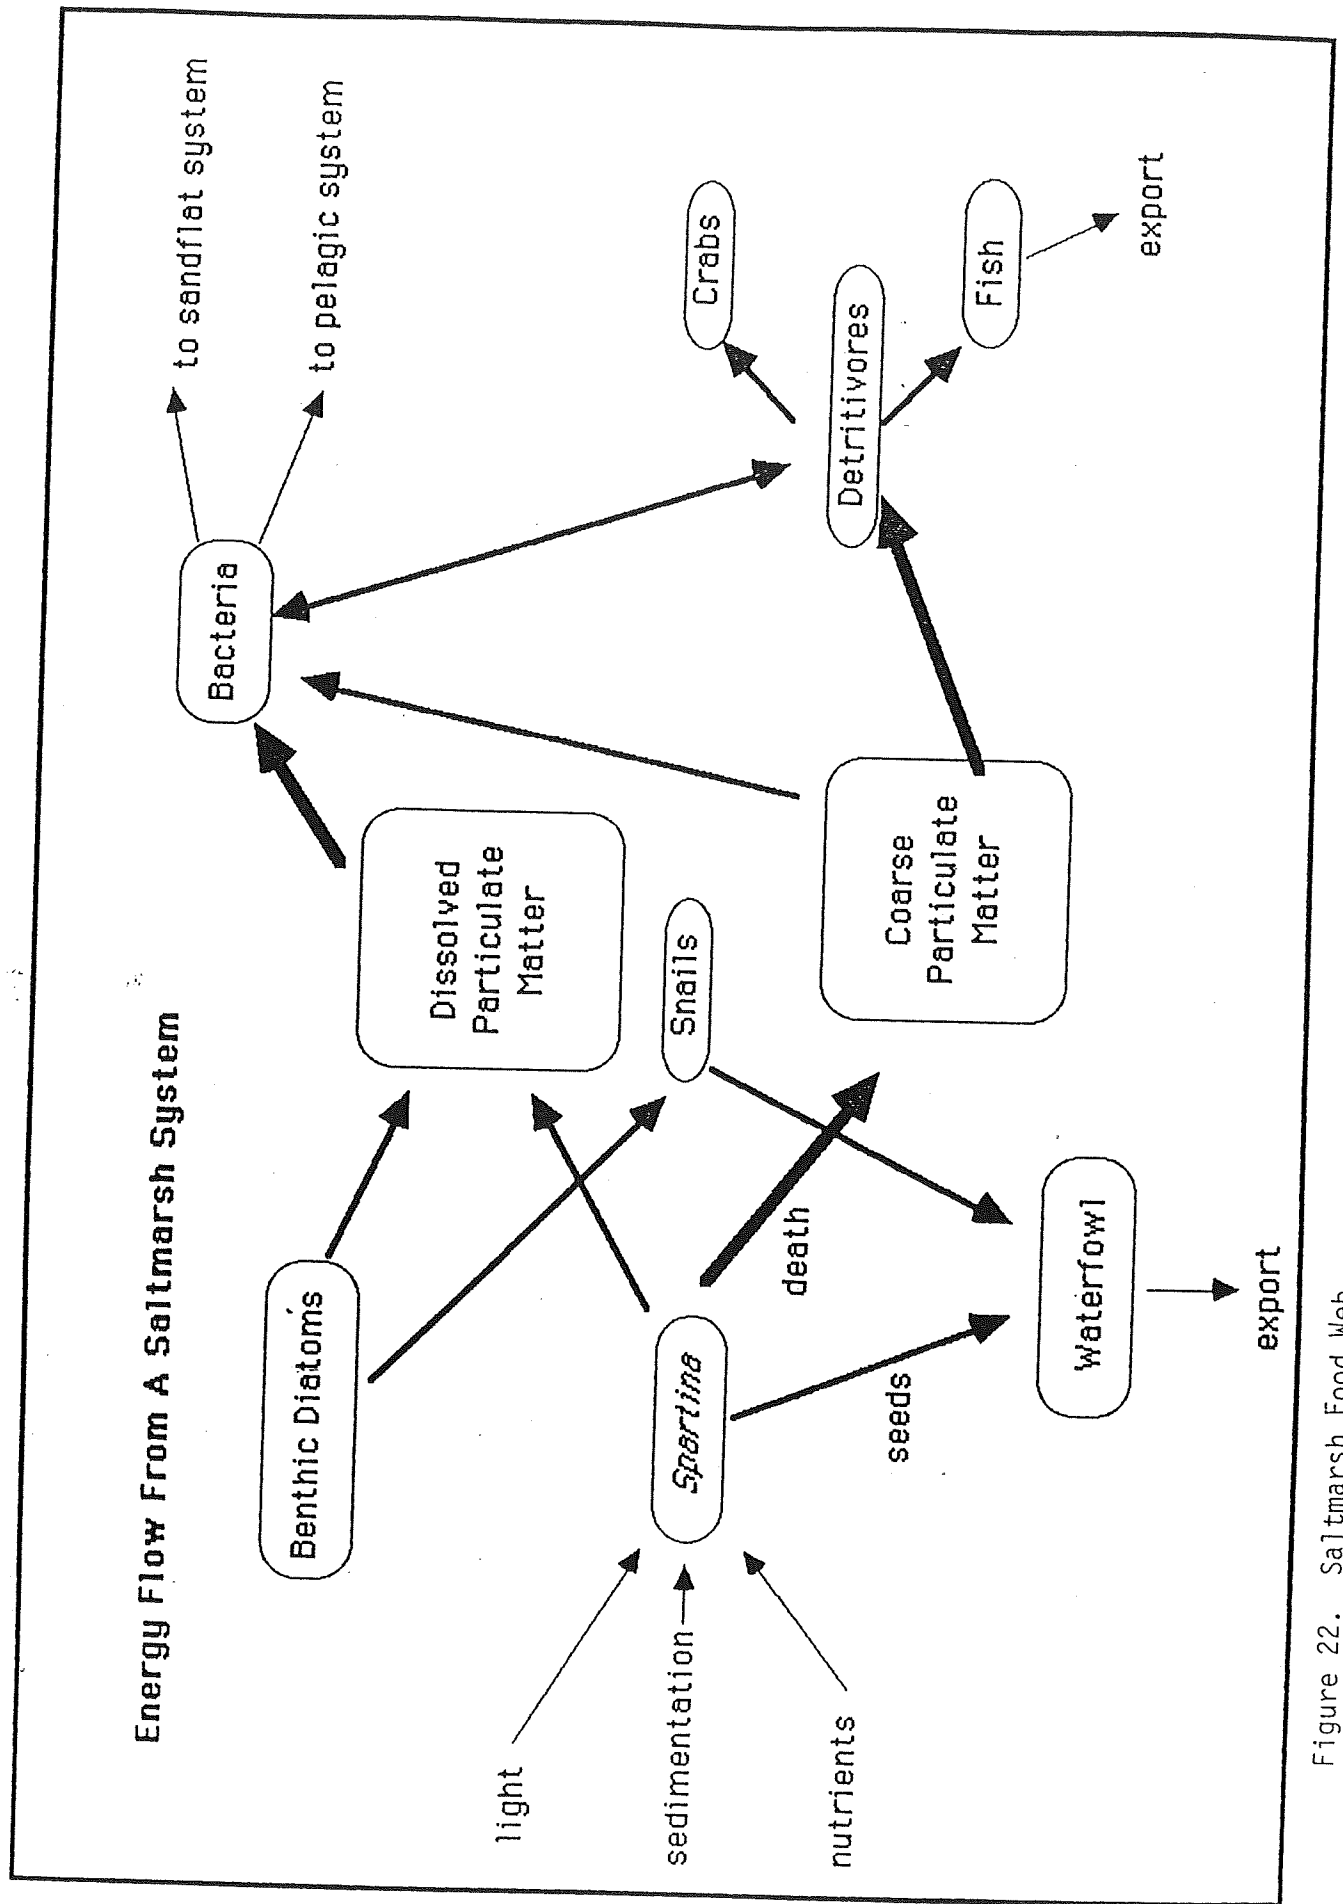 Energy Flow From A Saltmarsh System
Benthic Diatoms
Bacteria
to sandflat system
to pelagic system
Dissolved
Particulate
Matter
light
sedimentation
nutrients
Spartina
Snails
Crabs
death
seeds
Coarse
Particulate
Matter
Detritivores
Fish
export
Waterfowl
export
Figure 22. Saltmarsh Food Web